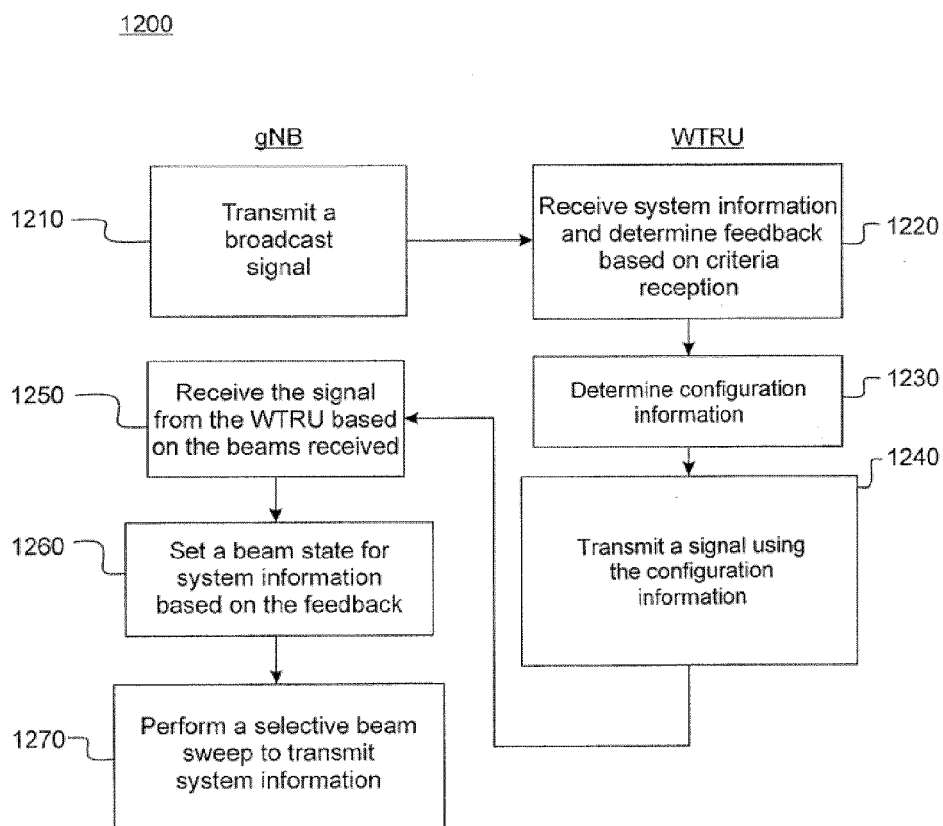 1200
gNB
WTRU
1210
Transmit a
broadcast
signal
Receive system information
and determine feedback
based on criteria
reception
1220
Determine configuration
information
1230
1240
Transmit a signal using
the configuration
information
1250
Receive the signal
from the WTRU based
on the beams received
1260
Set a beam state for
system information
based on the feedback
1270
Perform a selective beam
sweep to transmit
system information